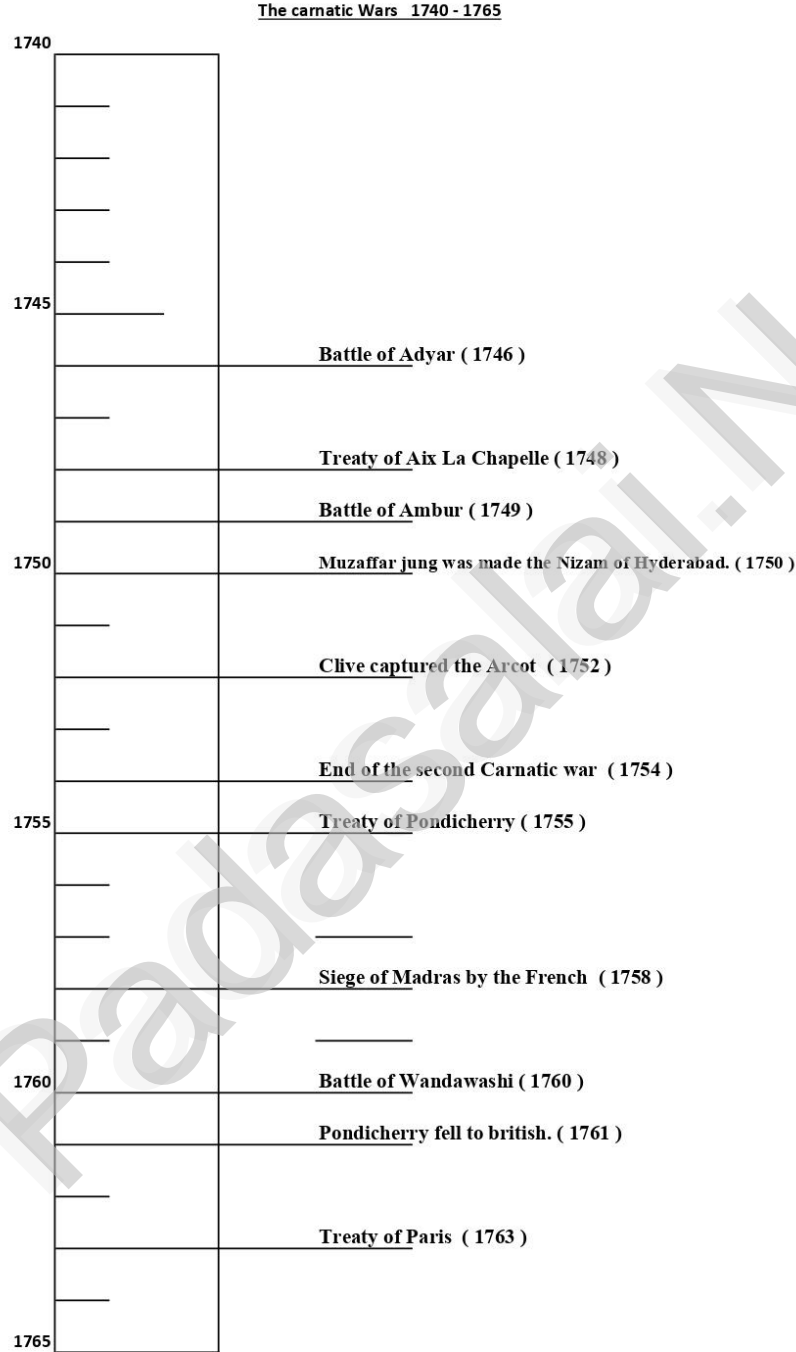 The carnatic Wars 1740 - 1765
1740
1745
Battle of Adyar ( 1746 )
Treaty of Aix La Chapelle ( 1748 )
Battle of Ambur ( 1749 )
1750
Muzaffar jung was made the Nizam of Hyderabad. ( 1750 )
Clive captured the Arcot ( 1752 )
End of the second Carnatic war ( 1754 )
1755
Treaty of Pondicherry ( 1755 )
Siege of Madras by the French ( 1758 )
1760
Battle of Wandawashi ( 1760 )
Pondicherry fell to british. ( 1761 )
Treaty of Paris ( 1763 )
1765
Padasalai.N